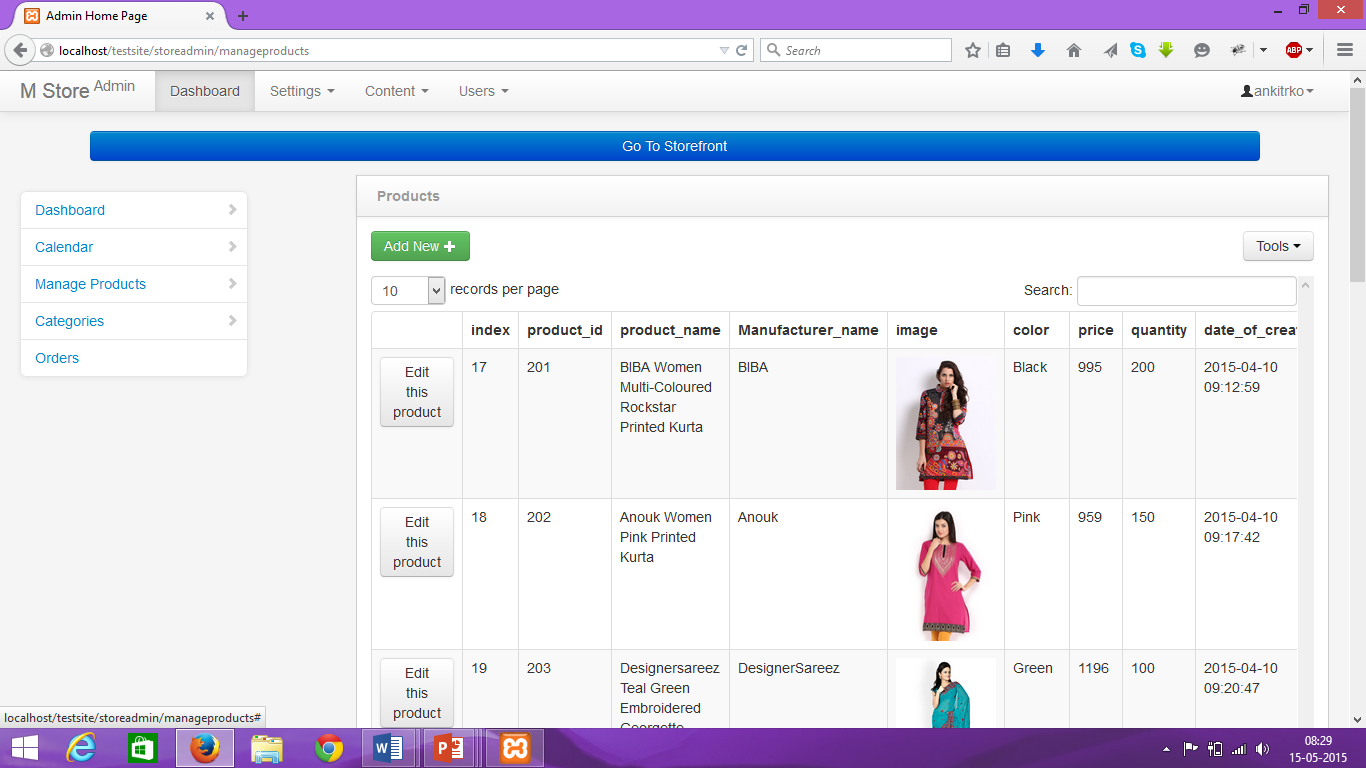 Admin Home Page
localhost/testsite/storeadmin/manageproducts
Search
M Store Admin
Dashboard
Settings
Content
Users
ankitrko
Go To Storefront
Dashboard
Calendar
Manage Products
Categories
Orders
Products
Add New
Tools
10 records per page
Search:
index product_id product_name Manufacturer_name image color price quantity date_of_crea
Edit
this
product
17 201
BIBA Women
Multi-Coloured
Rockstar
Printed Kurta
BIBA
Black 995 200
2015-04-10
09:12:59
Edit
this
product
18 202
Anouk Women
Pink Printed
Kurta
Anouk
Pink 959 150
2015-04-10
09:17:42
Edit
this
product
19 203
Designersareez
Teal Green
Embroidered
Georgette
DesignerSareez
Green 1196 100
2015-04-10
09:20:47
localhost/testsite/storeadmin/manageproducts#
ABP
08:29
15-05-2015